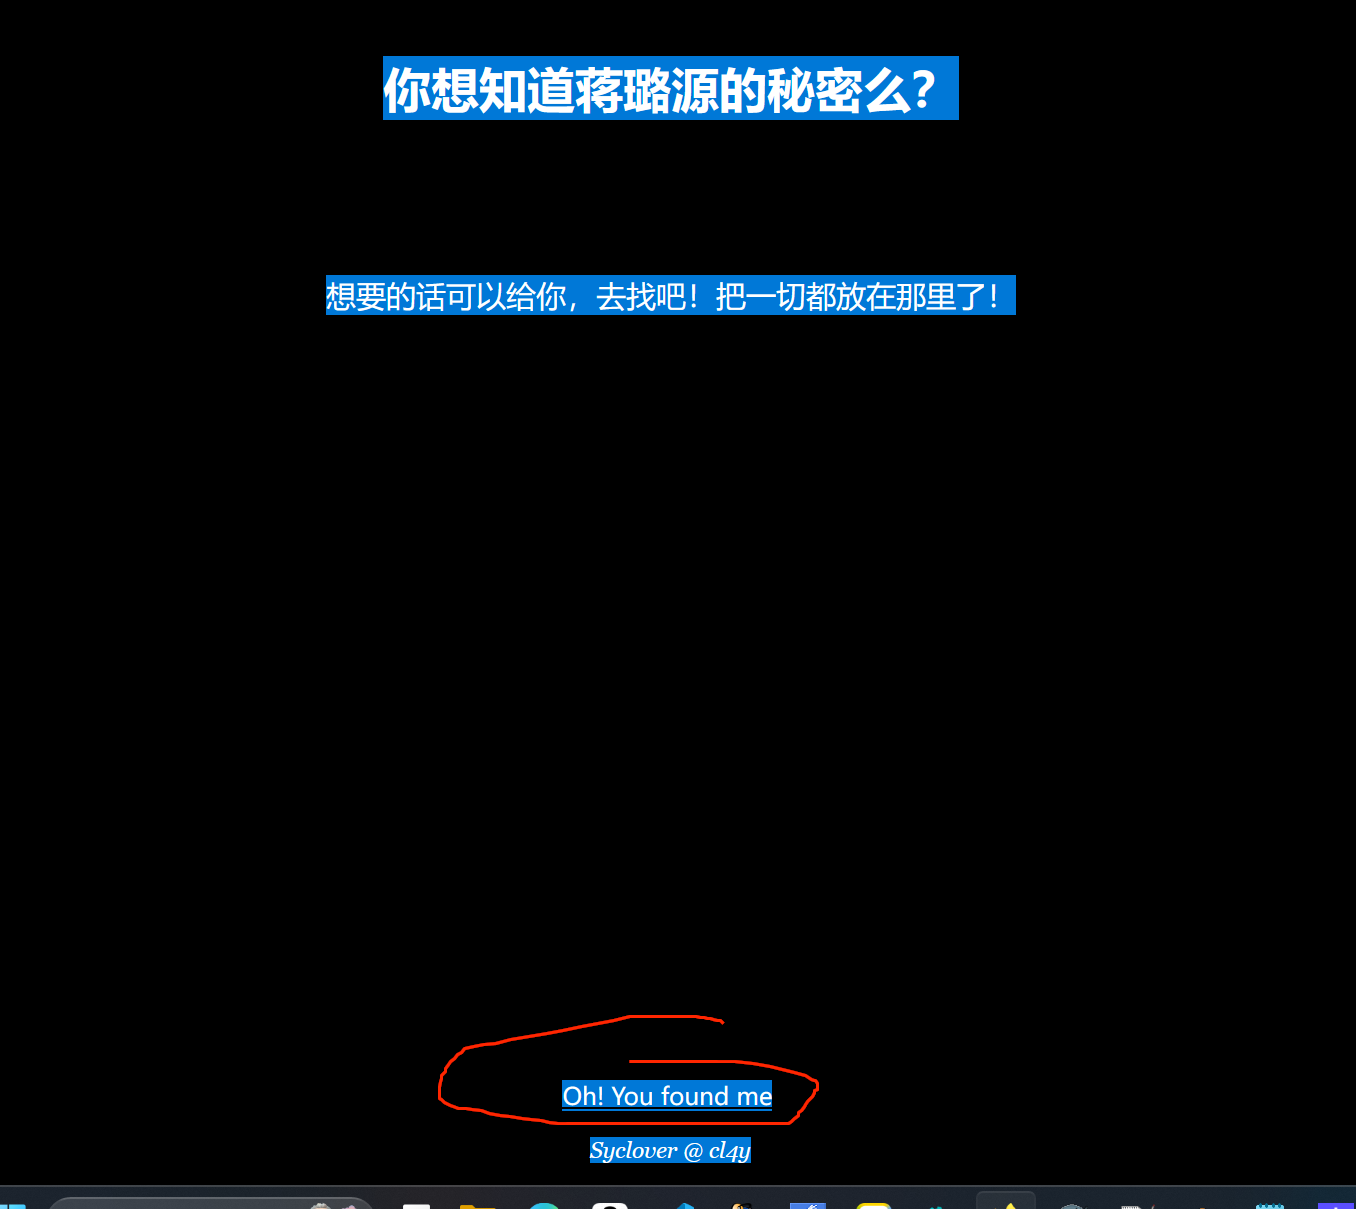 你想知道蒋璐源的秘密么？
想要的话可以给你，去找吧！把一切都放在那里了！
Oh! You found me
Syclover @ cl4y